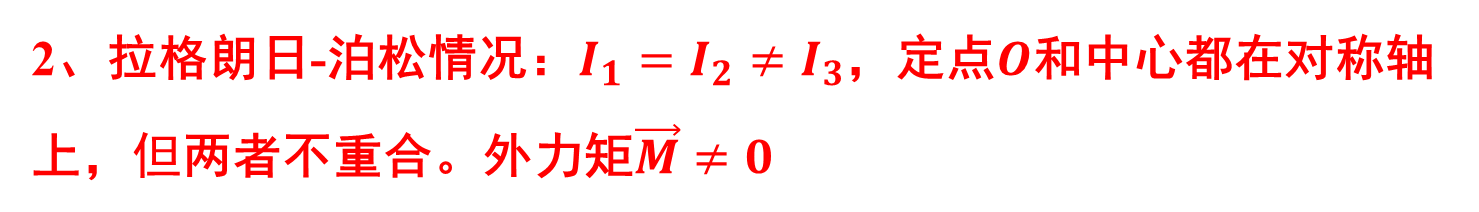 2、拉格朗日-泊松情况：𝑰₁ = 𝑰₂ ≠ 𝑰₃，定点𝑶和中心都在对称轴
上，但两者不重合。外力矩𝑴⃗ ≠ 𝟎